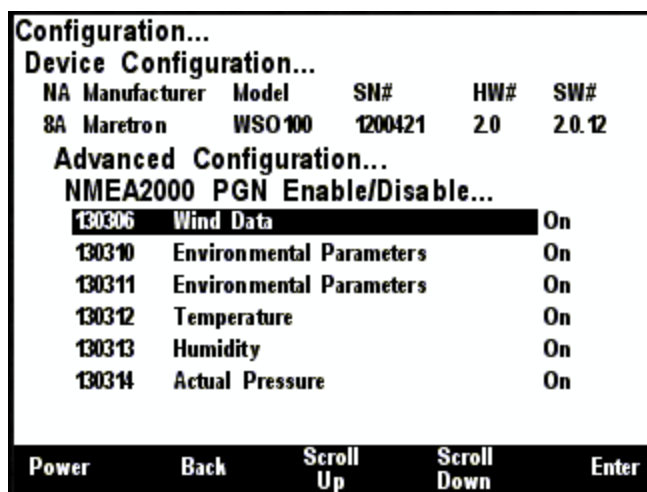 Configuration...
Device Configuration...
NA Manufacturer Model SN# HW# SW#
8A Maretron WSO100 1200421 2.0 2.0.12
Advanced Configuration...
NMEA2000 PGN Enable/Disable...
130306 Wind Data On
130310 Environmental Parameters On
130311 Environmental Parameters On
130312 Temperature On
130313 Humidity On
130314 Actual Pressure On
Power Back Scroll Up Scroll Down Enter